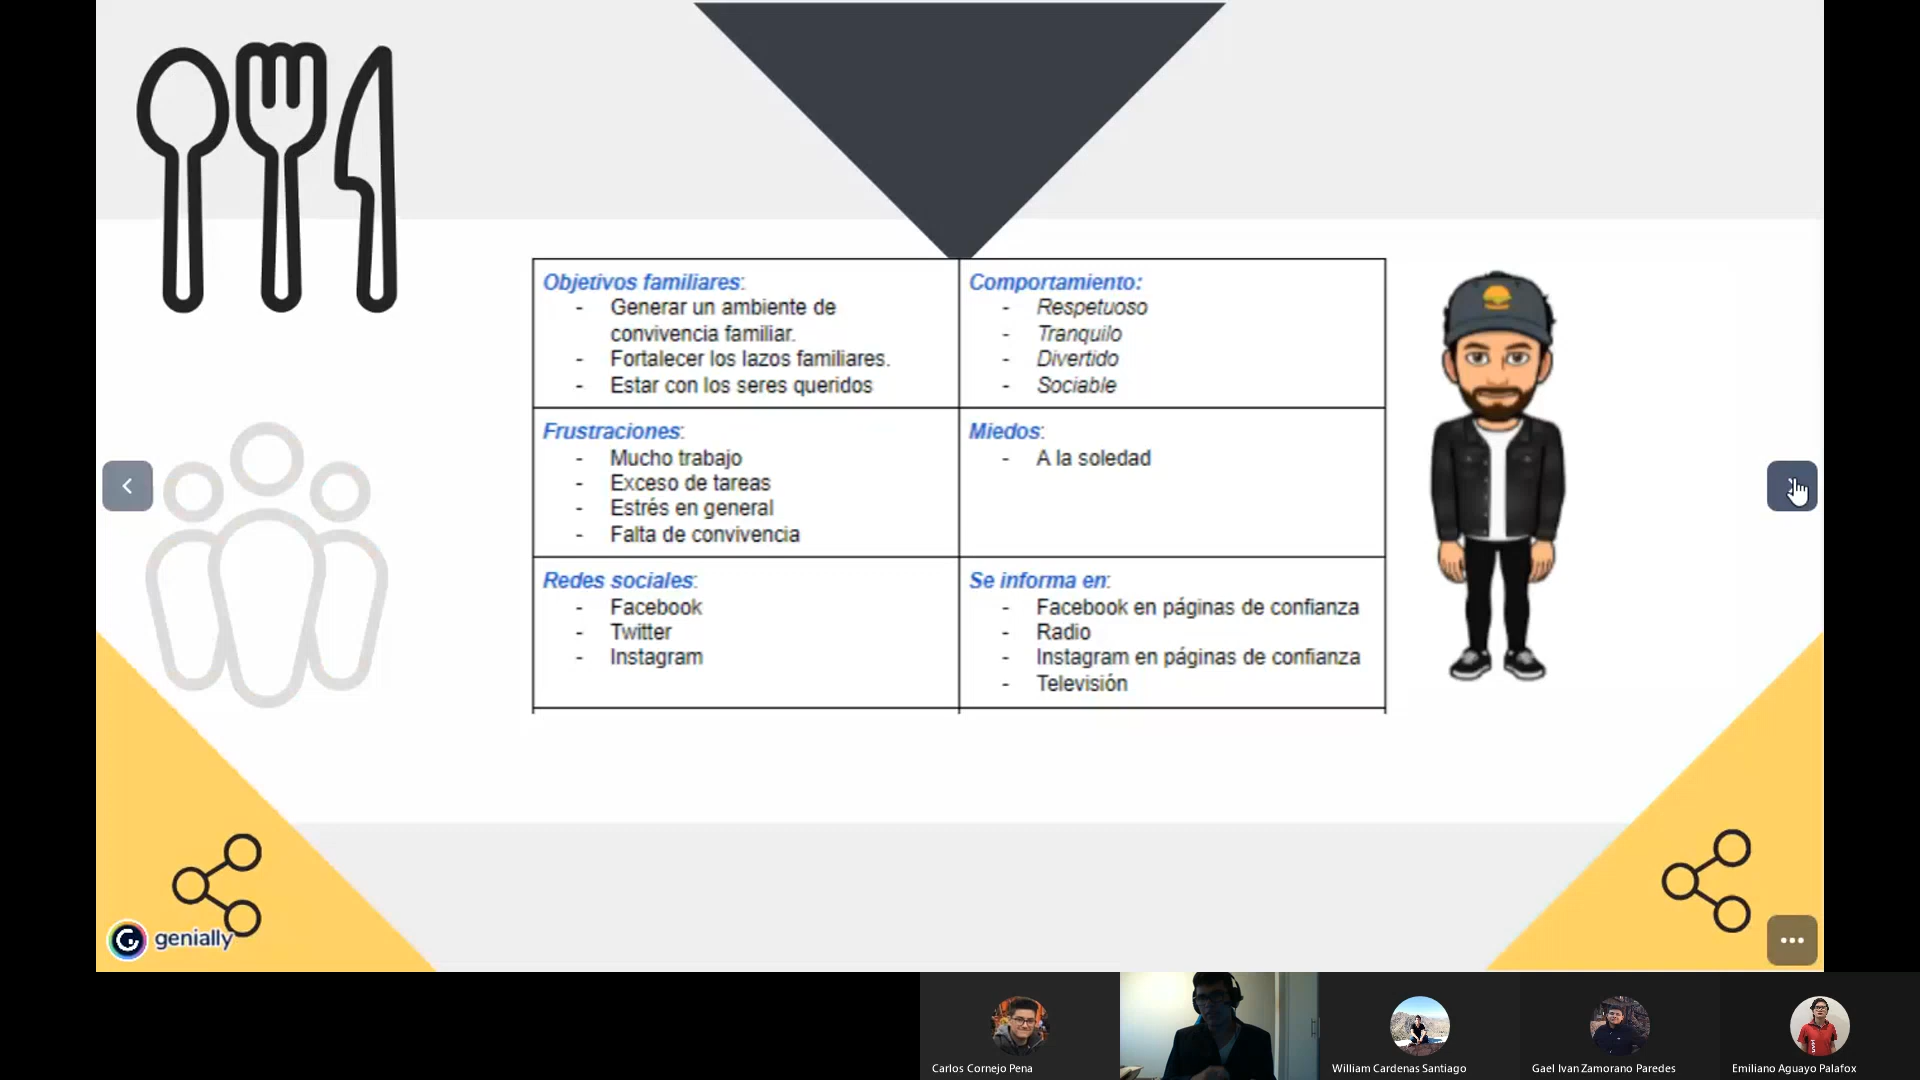 Objetivos familiares:
- Generar un ambiente de
convivencia familiar.
- Fortalecer los lazos familiares.
- Estar con los seres queridos
Comportamiento:
- Respetuoso
- Tranquilo
- Divertido
- Sociable
Frustraciones:
- Mucho trabajo
- Exceso de tareas
- Estrés en general
- Falta de convivencia
Miedos:
- A la soledad
Redes sociales:
- Facebook
- Twitter
- Instagram
Se informa en:
- Facebook en páginas de confianza
- Radio
- Instagram en páginas de confianza
- Televisión
genially
Carlos Cornejo Pena
William Cardenas Santiago
Gael Ivan Zamorano Paredes
Emiliano Aguayo Palafox